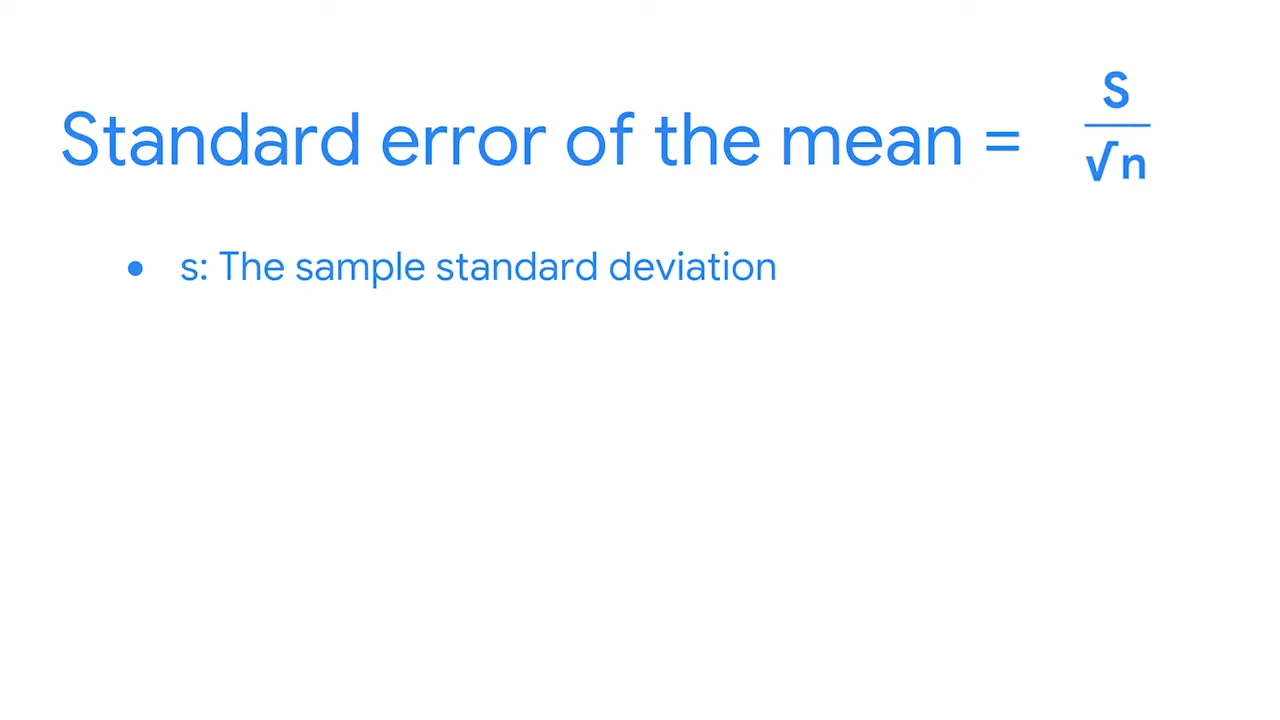 Standard error of the mean = s / √n
• s: The sample standard deviation